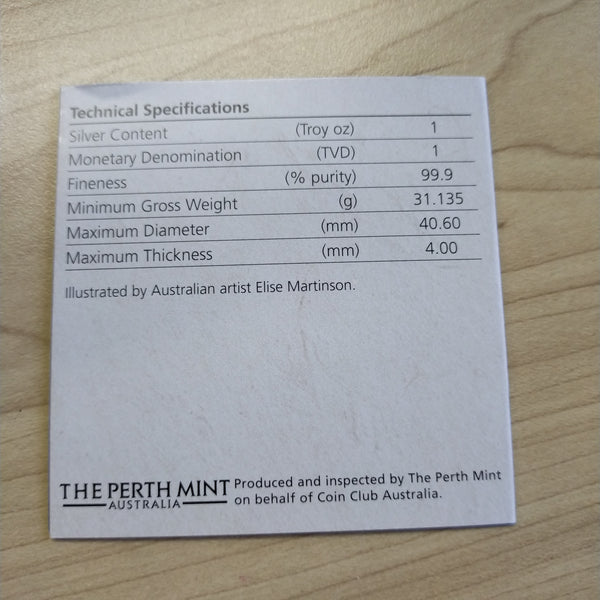 Technical Specifications
Silver Content (Troy oz) 1
Monetary Denomination (TVD) 1
Fineness (% purity) 99.9
Minimum Gross Weight (g) 31.135
Maximum Diameter (mm) 40.60
Maximum Thickness (mm) 4.00
Illustrated by Australian artist Elise Martinson.
THE PERTH MINT
AUSTRALIA
Produced and inspected by The Perth Mint
on behalf of Coin Club Australia.